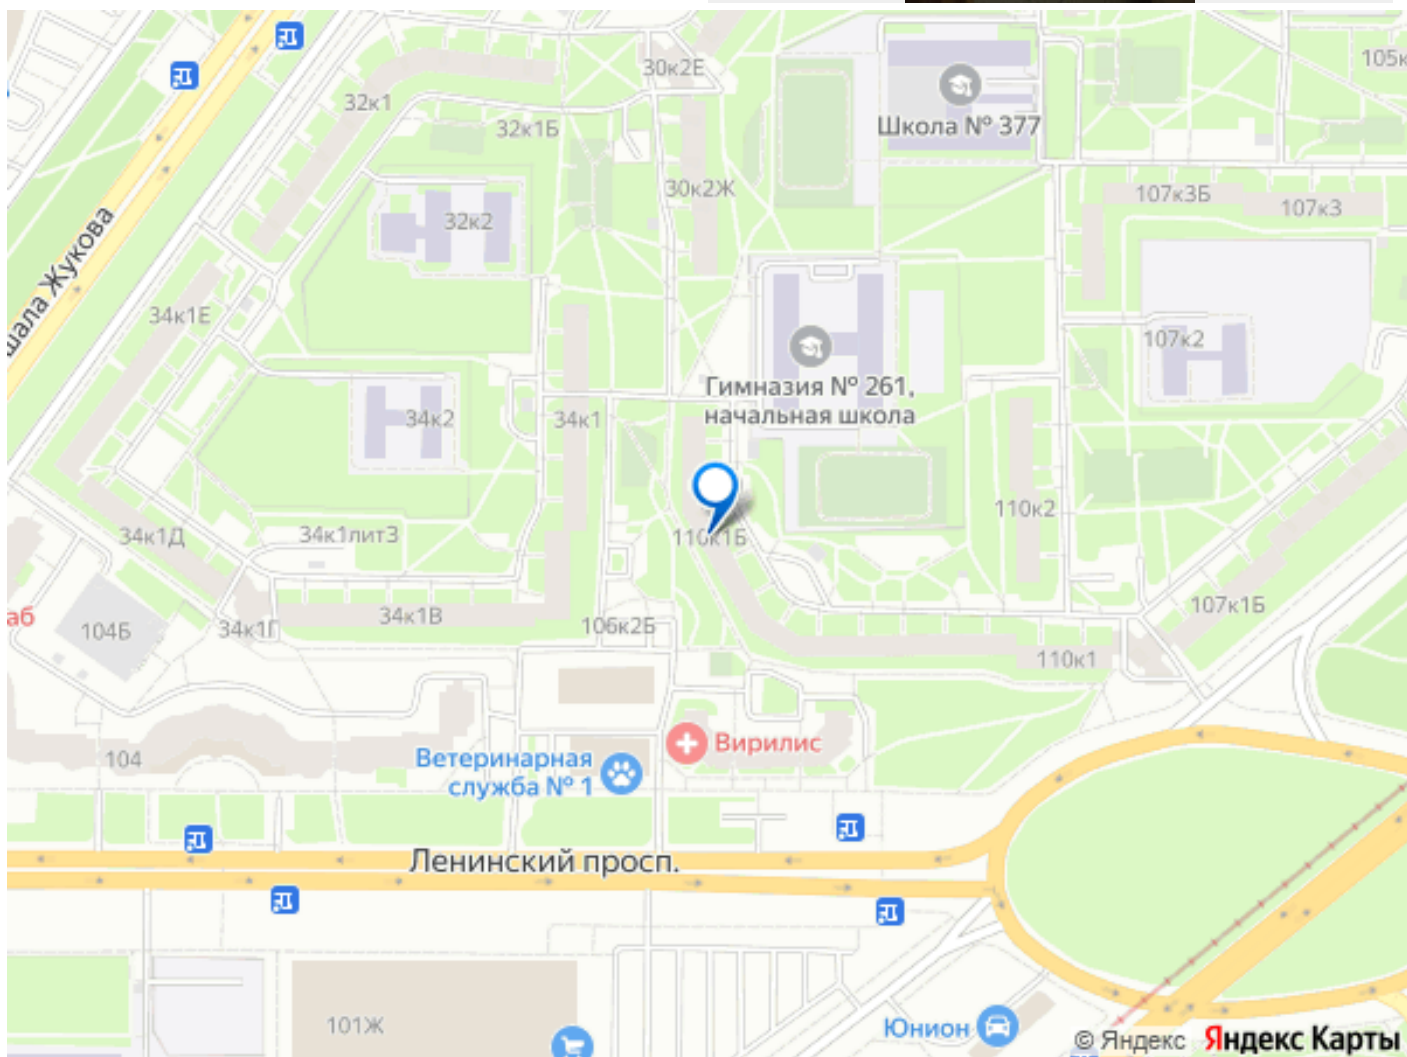 30к2Е
105к
32к1
32к1Б
Школа № 377
30к2Ж
107к3Б
107к3
32к2
шала Жукова
34к1Е
107к2
Гимназия № 261,
начальная школа
34к2
34к1
110к2
34к1Д
34к1лит3
110к1Б
107к1Б
аб
104Б
34к1Г
34к1В
106к2Б
110к1
Вирилис
104
Ветеринарная
служба № 1
Ленинский просп.
101Ж
Юнион
© Яндекс Яндекс Карты